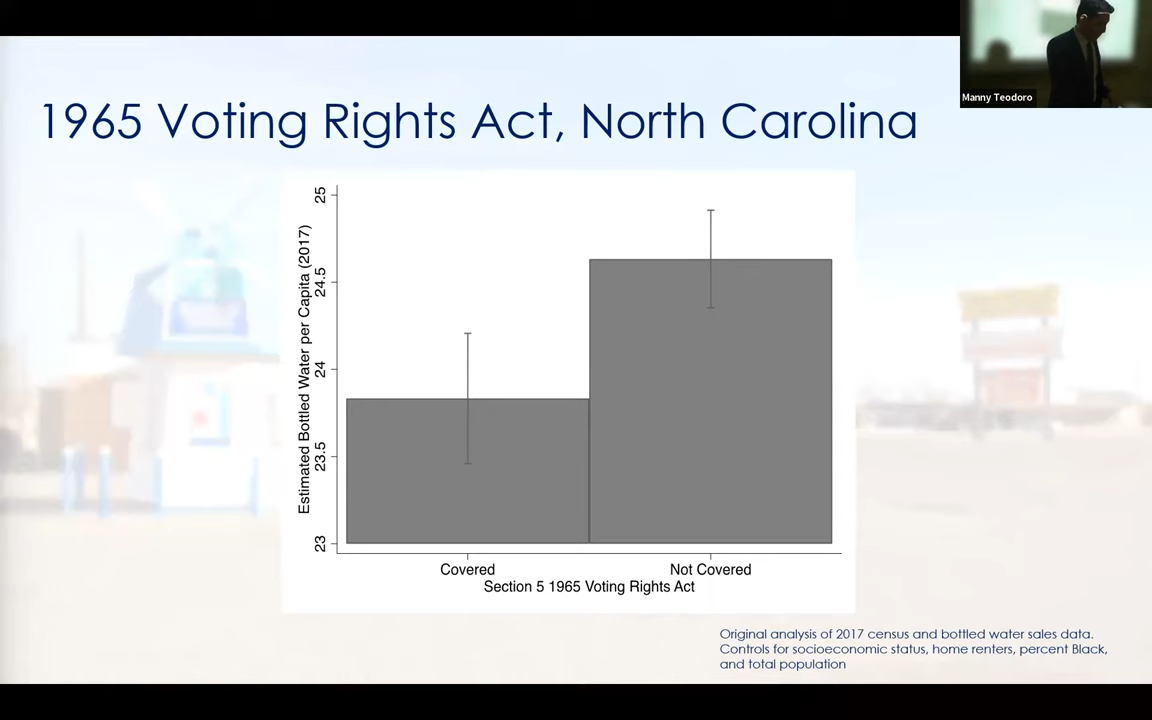 Manny Teodoro
1965 Voting Rights Act, North Carolina
Estimated Bottled Water per Capita (2017)
25
24.5
24
23.5
23
Covered
Not Covered
Section 5 1965 Voting Rights Act
Original analysis of 2017 census and bottled water sales data.
Controls for socioeconomic status, home renters, percent Black,
and total population